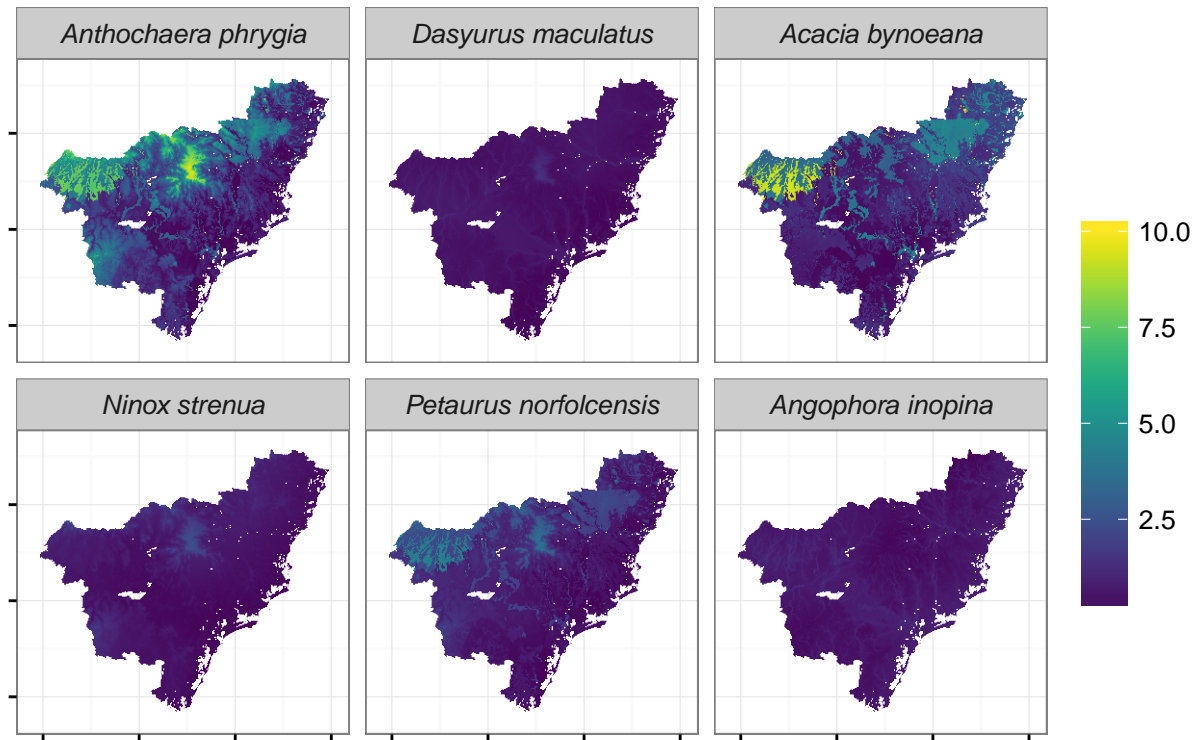 Anthochaera phrygia
Dasyurus maculatus
Acacia bynoeana
10.0
7.5
5.0
2.5
Ninox strenua
Petaurus norfolcensis
Angophora inopina